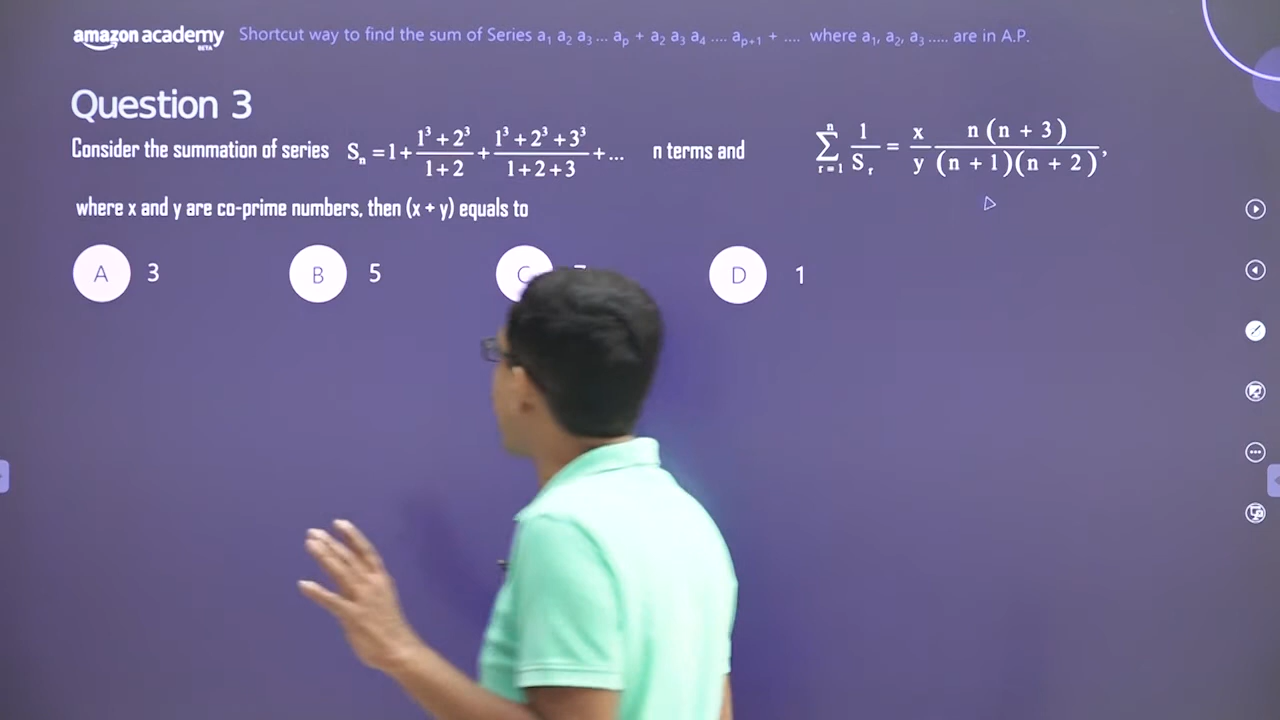 amazon academy
BETA
Shortcut way to find the sum of Series a₁ a₂ a₃ ... aₚ + a₂ a₃ a₄ .... aₚ₊₁ + .... where a₁, a₂, a₃ ..... are in A.P.
Question 3
Consider the summation of series Sₙ = 1 + (1³ + 2³)/(1 + 2) + (1³ + 2³ + 3³)/(1 + 2 + 3) + ... n terms and ∑ⁿᵣ₌₁ 1/Sᵣ = x/y n(n + 3)/((n + 1)(n + 2)),
where x and y are co-prime numbers, then (x + y) equals to
A 3
B 5
C
D 1